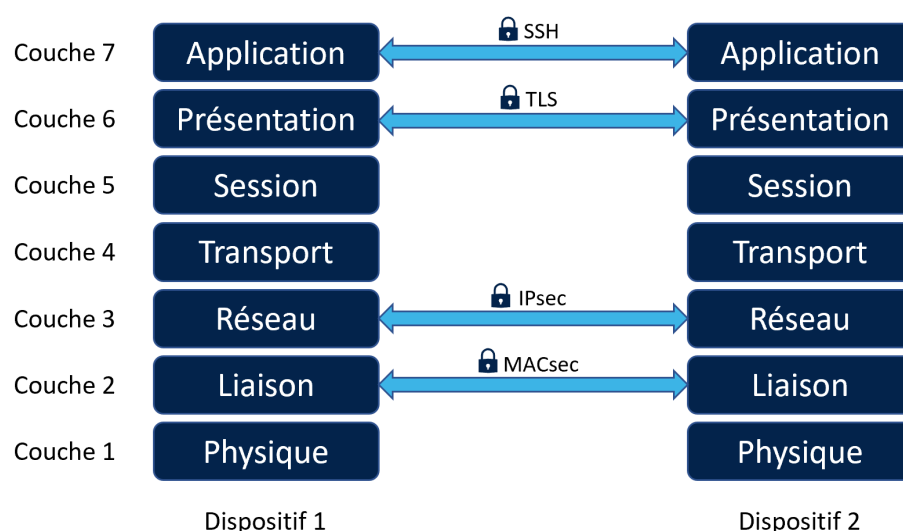 SSH
Couche 7 Application Application
TLS
Couche 6 Présentation Présentation
Couche 5 Session Session
Couche 4 Transport Transport
IPsec
Couche 3 Réseau Réseau
MACsec
Couche 2 Liaison Liaison
Couche 1 Physique Physique
Dispositif 1 Dispositif 2